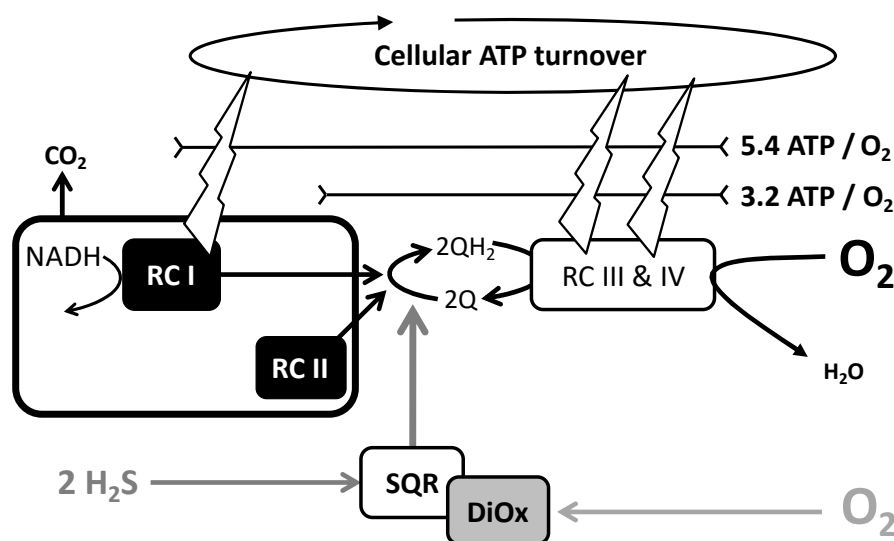 Cellular ATP turnover
5.4 ATP / O₂
CO₂
3.2 ATP / O₂
NADH
RC I
2QH₂
RC III & IV
O₂
2Q
RC II
H₂O
2 H₂S
SQR
DiOx
O₂